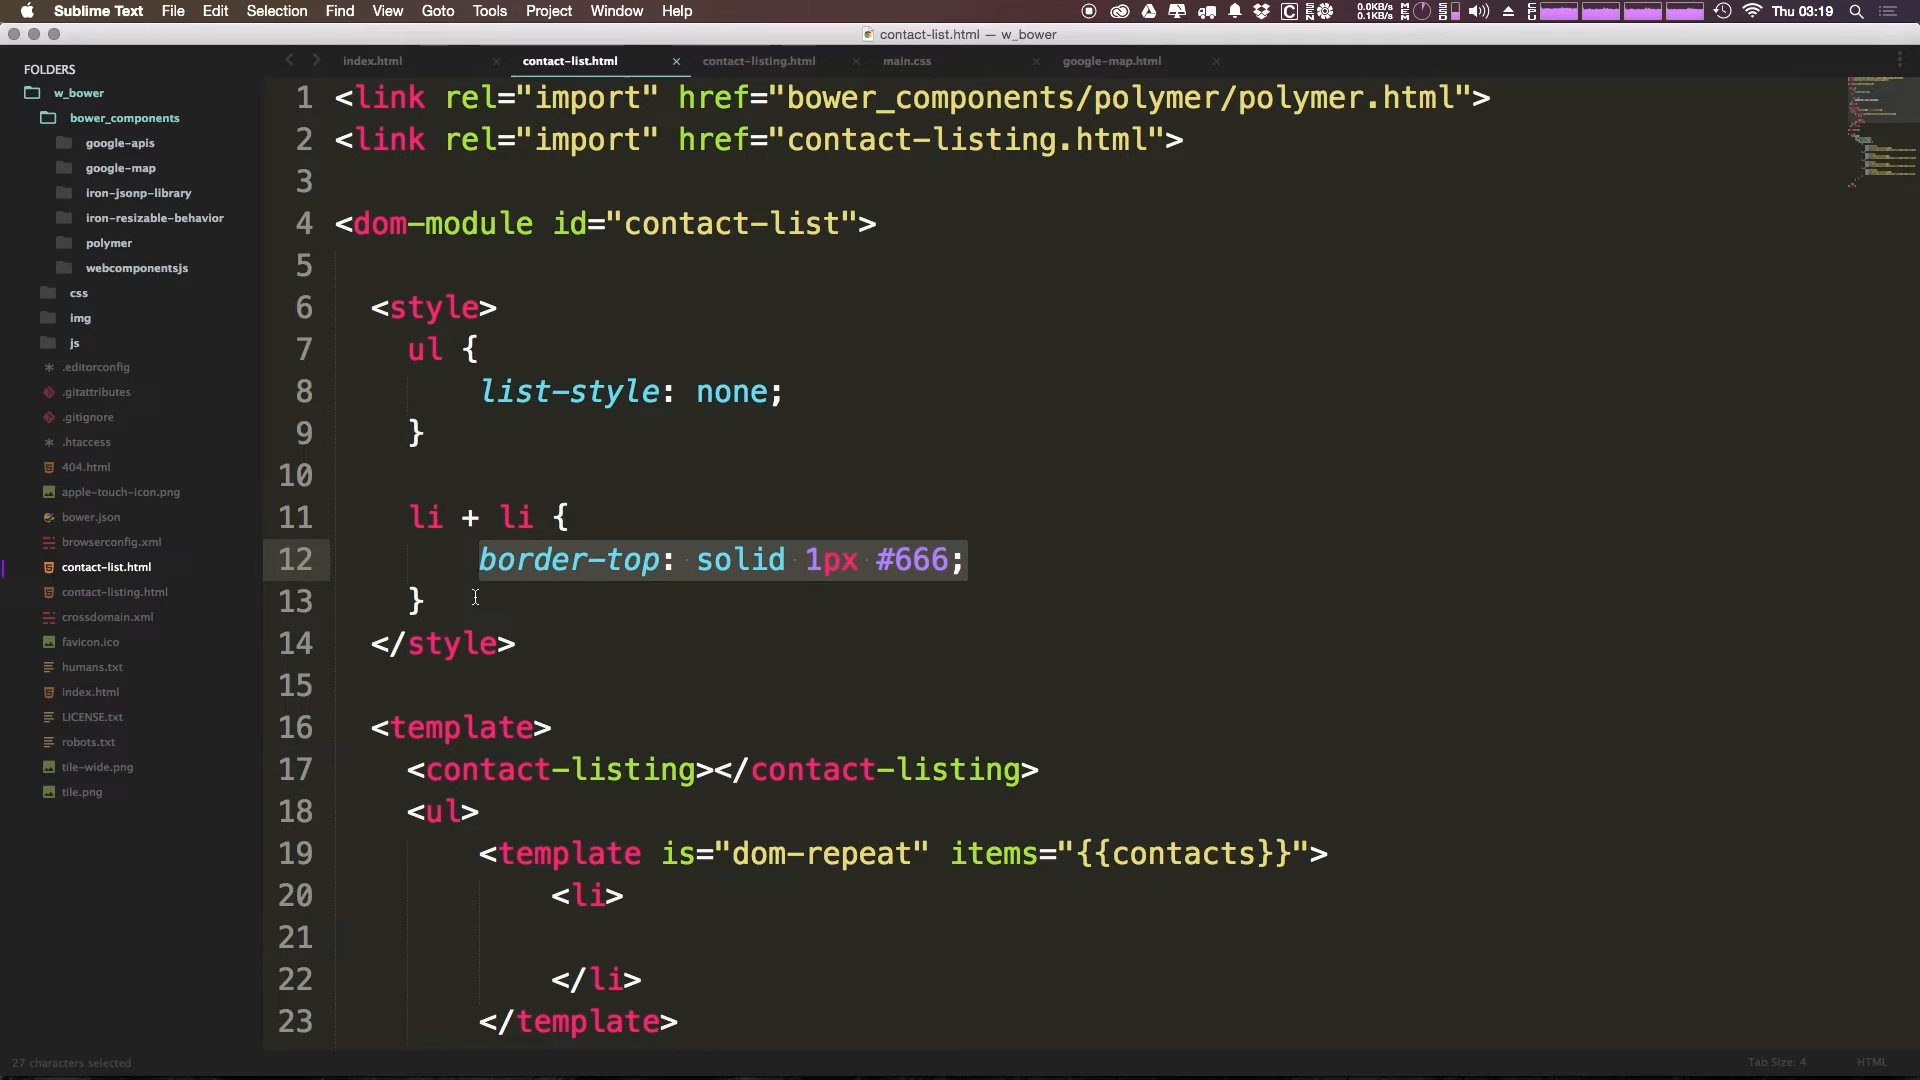 Sublime Text File Edit Selection Find View Goto Tools Project Window Help 0.0KB/s 0.1KB/s Thu 03:19
contact-list.html — w_bower
index.html contact-list.html contact-listing.html main.css google-map.html
FOLDERS
w_bower
bower_components
google-apis
google-map
iron-jsonp-library
iron-resizable-behavior
polymer
webcomponentsjs
css
img
js
.editorconfig
.gitattributes
.gitignore
.htaccess
404.html
apple-touch-icon.png
bower.json
browserconfig.xml
contact-list.html
contact-listing.html
crossdomain.xml
favicon.ico
humans.txt
index.html
LICENSE.txt
robots.txt
tile-wide.png
tile.png
1 <link rel="import" href="bower_components/polymer/polymer.html">
2 <link rel="import" href="contact-listing.html">
3
4 <dom-module id="contact-list">
5
6 <style>
7 ul {
8 list-style: none;
9 }
10
11 li + li {
12 border-top: solid 1px #666;
13 }
14 </style>
15
16 <template>
17 <contact-listing></contact-listing>
18 <ul>
19 <template is="dom-repeat" items="{{contacts}}">
20 <li>
21
22 </li>
23 </template>
27 characters selected
Tab Size: 4 HTML